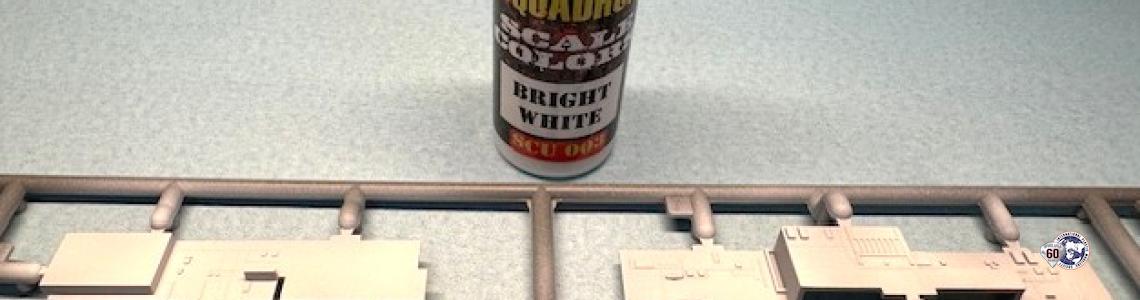 SCALE
COLORS
BRIGHT
WHITE
SCU 003
60